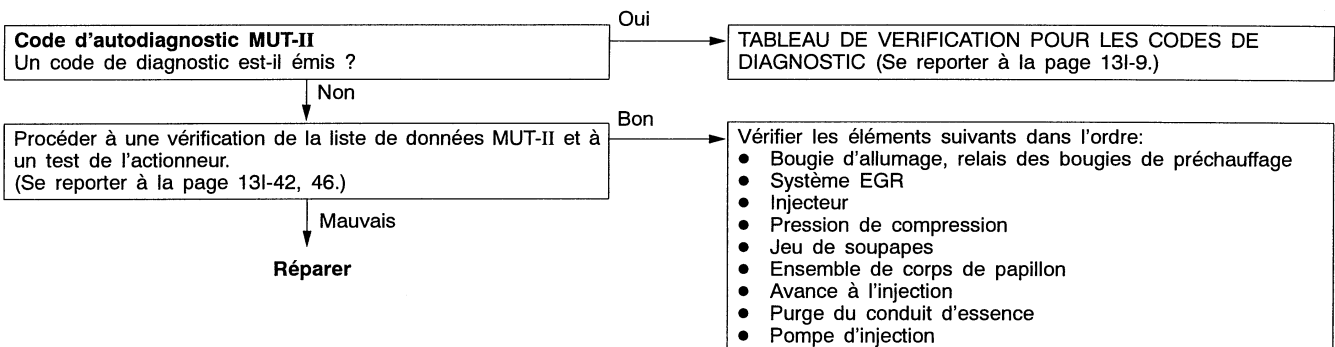 Oui
Code d'autodiagnostic MUT-II
Un code de diagnostic est-il émis ?
TABLEAU DE VERIFICATION POUR LES CODES DE
DIAGNOSTIC (Se reporter à la page 13I-9.)
Non
Bon
Procéder à une vérification de la liste de données MUT-II et à
un test de l'actionneur.
(Se reporter à la page 13I-42, 46.)
Mauvais
Réparer
Vérifier les éléments suivants dans l'ordre:
● Bougie d'allumage, relais des bougies de préchauffage
● Système EGR
● Injecteur
● Pression de compression
● Jeu de soupapes
● Ensemble de corps de papillon
● Avance à l'injection
● Purge du conduit d'essence
● Pompe d'injection